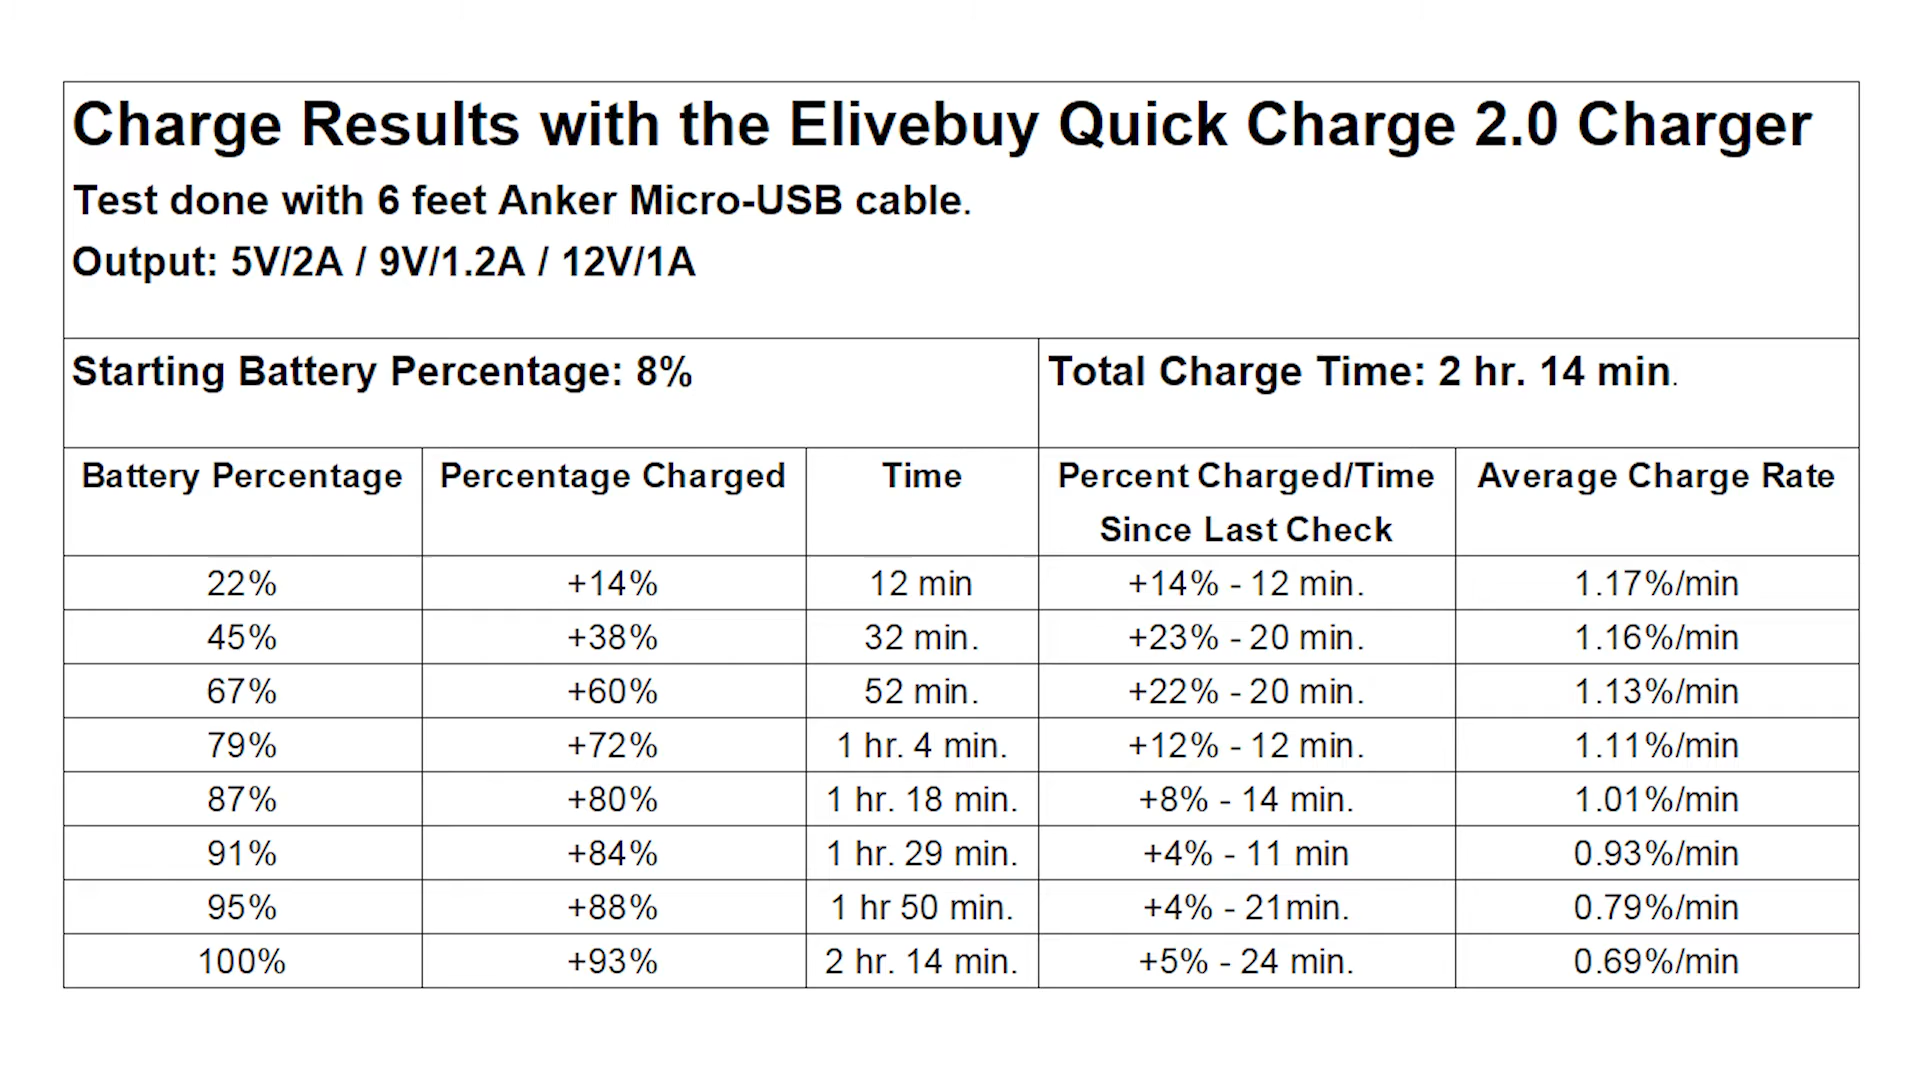 Charge Results with the Elivebuy Quick Charge 2.0 Charger
Test done with 6 feet Anker Micro-USB cable.
Output: 5V/2A / 9V/1.2A / 12V/1A
Starting Battery Percentage: 8% Total Charge Time: 2 hr. 14 min.
Battery Percentage Percentage Charged Time Percent Charged/Time Average Charge Rate
Since Last Check
22% +14% 12 min +14% - 12 min. 1.17%/min
45% +38% 32 min. +23% - 20 min. 1.16%/min
67% +60% 52 min. +22% - 20 min. 1.13%/min
79% +72% 1 hr. 4 min. +12% - 12 min. 1.11%/min
87% +80% 1 hr. 18 min. +8% - 14 min. 1.01%/min
91% +84% 1 hr. 29 min. +4% - 11 min 0.93%/min
95% +88% 1 hr 50 min. +4% - 21min. 0.79%/min
100% +93% 2 hr. 14 min. +5% - 24 min. 0.69%/min